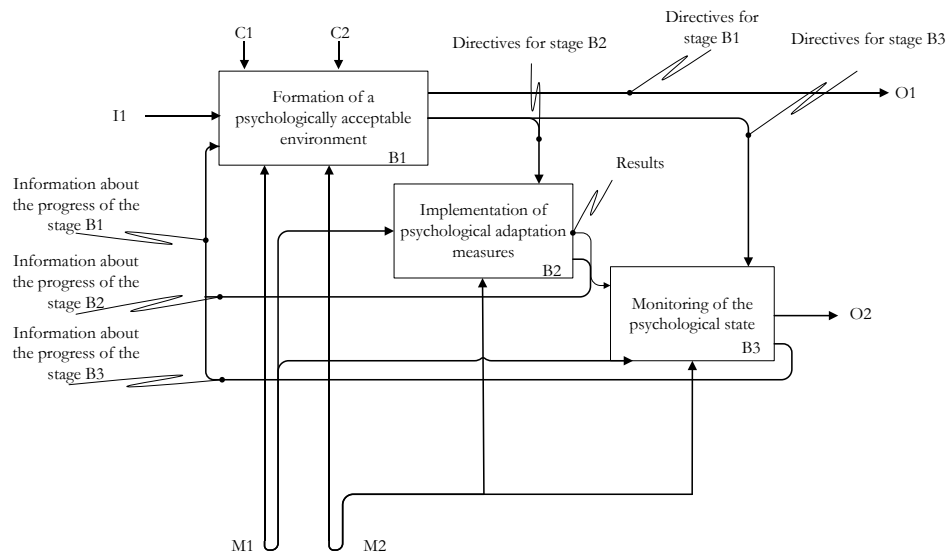 C1
C2
Directives for stage B2
Directives for
stage B1
Directives for stage B3
I1
Formation of a
psychologically acceptable
environment
B1
O1
Results
Information about
the progress of the
stage B1
Implementation of
psychological adaptation
measures
B2
Information about
the progress of the
stage B2
Monitoring of the
psychological state
B3
O2
Information about
the progress of the
stage B3
M1
M2